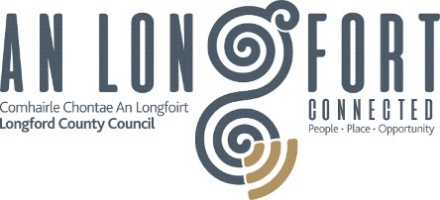 AN LONGFORT
Comhairle Chontae An Longfoirt
Longford County Council
CONNECTED
People • Place • Opportunity